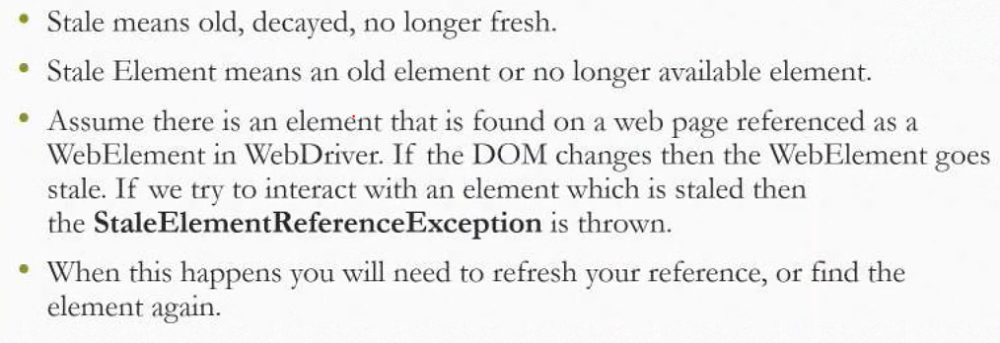 • Stale means old, decayed, no longer fresh.
• Stale Element means an old element or no longer available element.
• Assume there is an element that is found on a web page referenced as a
WebElement in WebDriver. If the DOM changes then the WebElement goes
stale. If we try to interact with an element which is staled then
the StaleElementReferenceException is thrown.
• When this happens you will need to refresh your reference, or find the
element again.